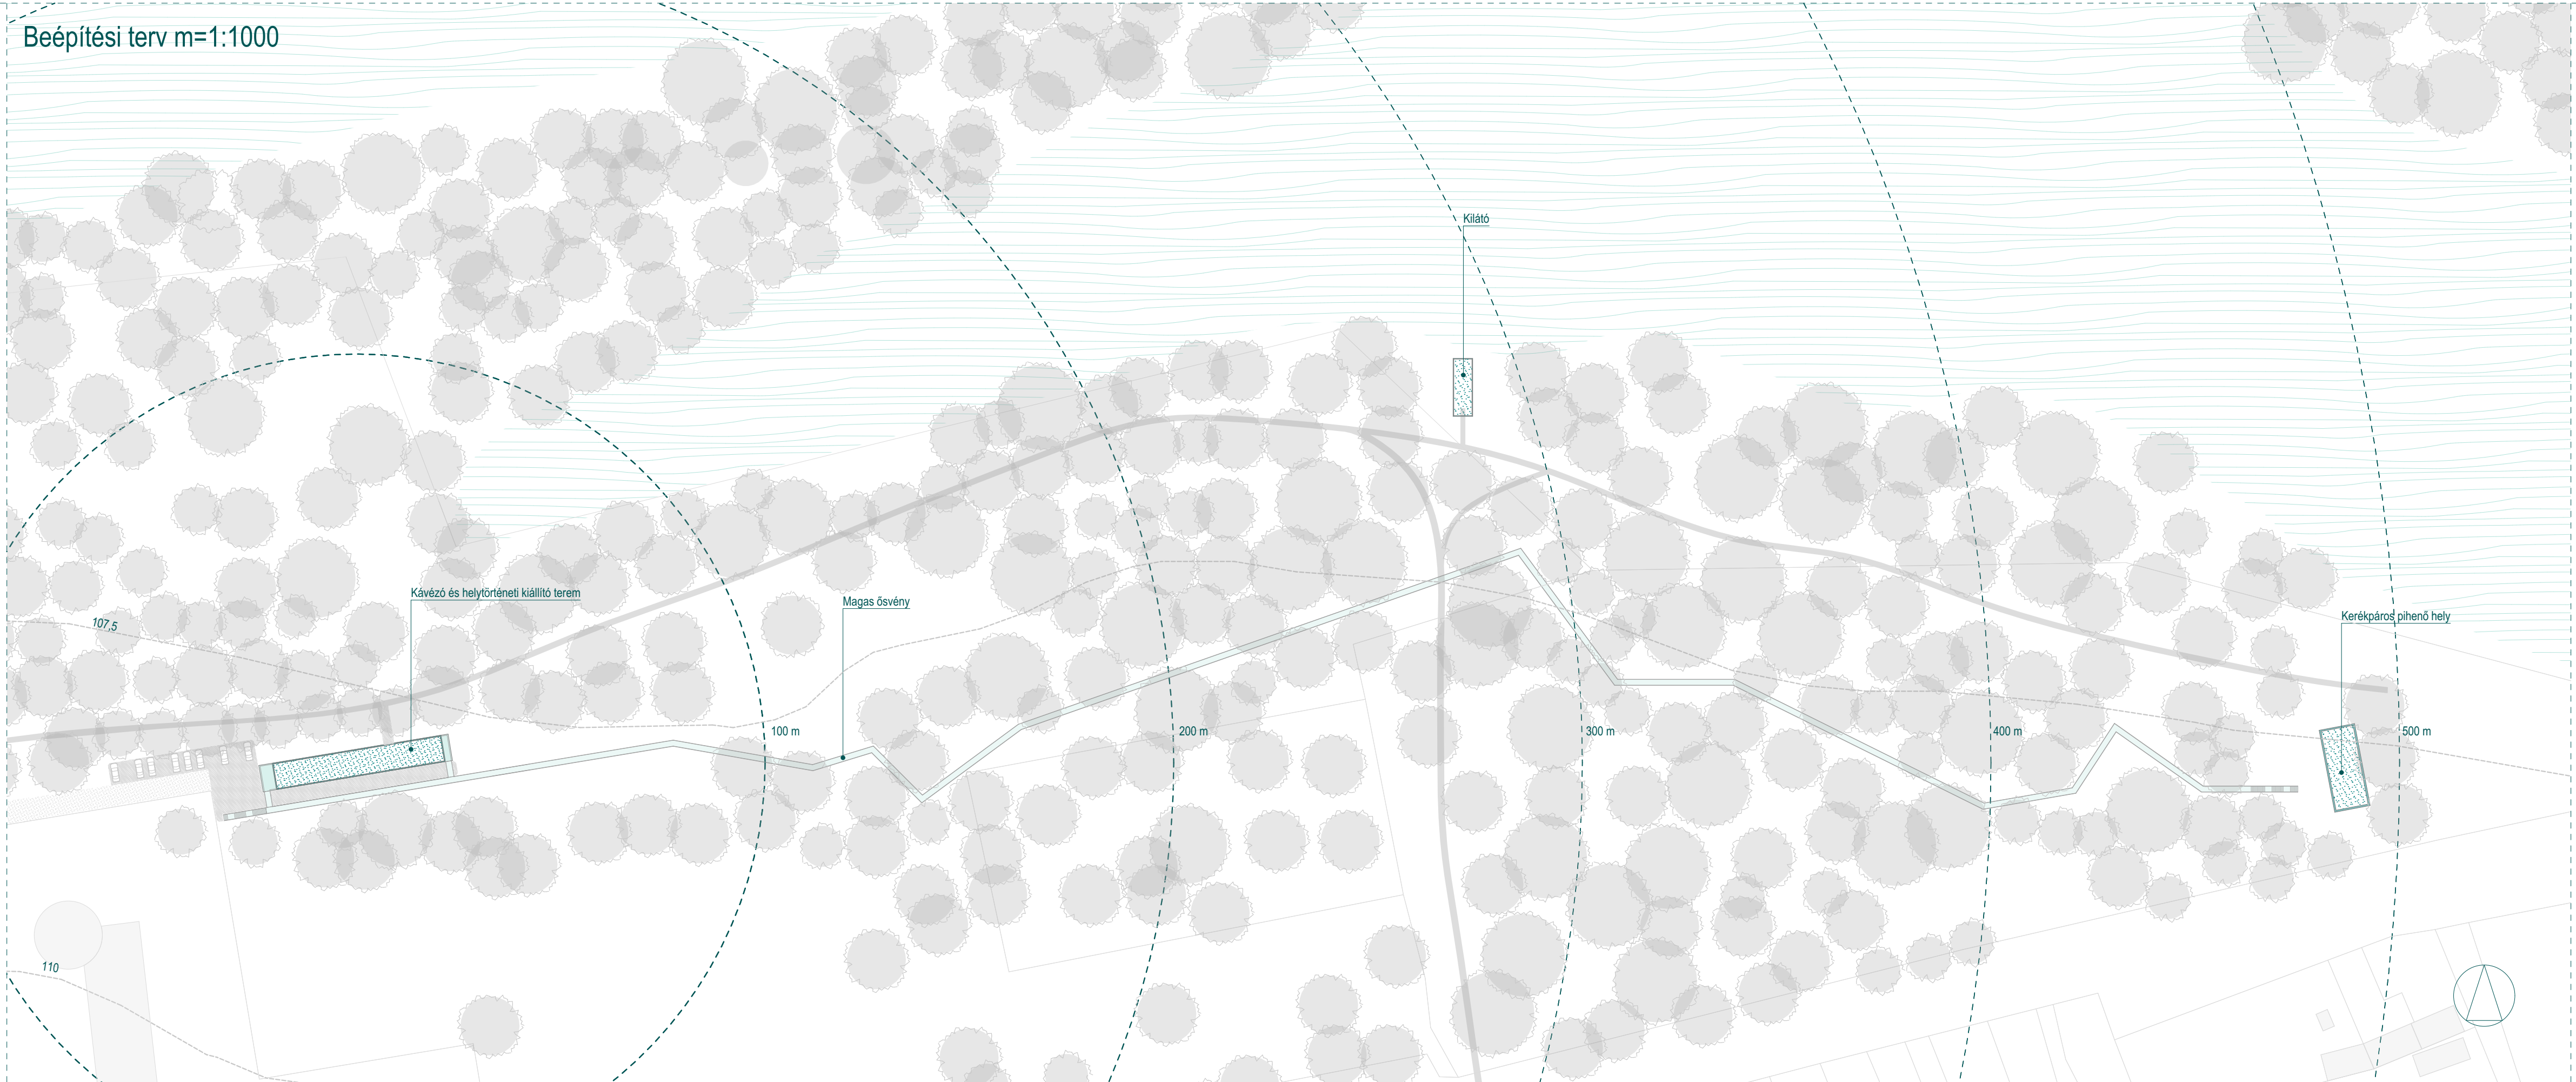 Beépítési terv m=1:1000
Kilátó
Kávézó és helytörténeti kiállító terem
Magas ösvény
Kerékpáros pihenő hely
107,5
100 m
200 m
300 m
400 m
500 m
110